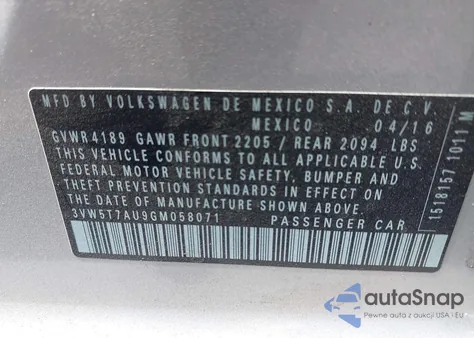 MFD BY VOLKSWAGEN DE MEXICO S.A. DE C.V.
MEXICO 04/16
GVWR 4189 GAWR FRONT 2205 / REAR 2094 LBS
THIS VEHICLE CONFORMS TO ALL APPLICABLE U.S.
FEDERAL MOTOR VEHICLE SAFETY, BUMPER AND
THEFT PREVENTION STANDARDS IN EFFECT ON
THE DATE OF MANUFACTURE SHOWN ABOVE.
3VW5T7AU9GM058071 PASSENGER CAR
1518157 1011 M
autoSnap
Pewne auta z aukcji USA i EU